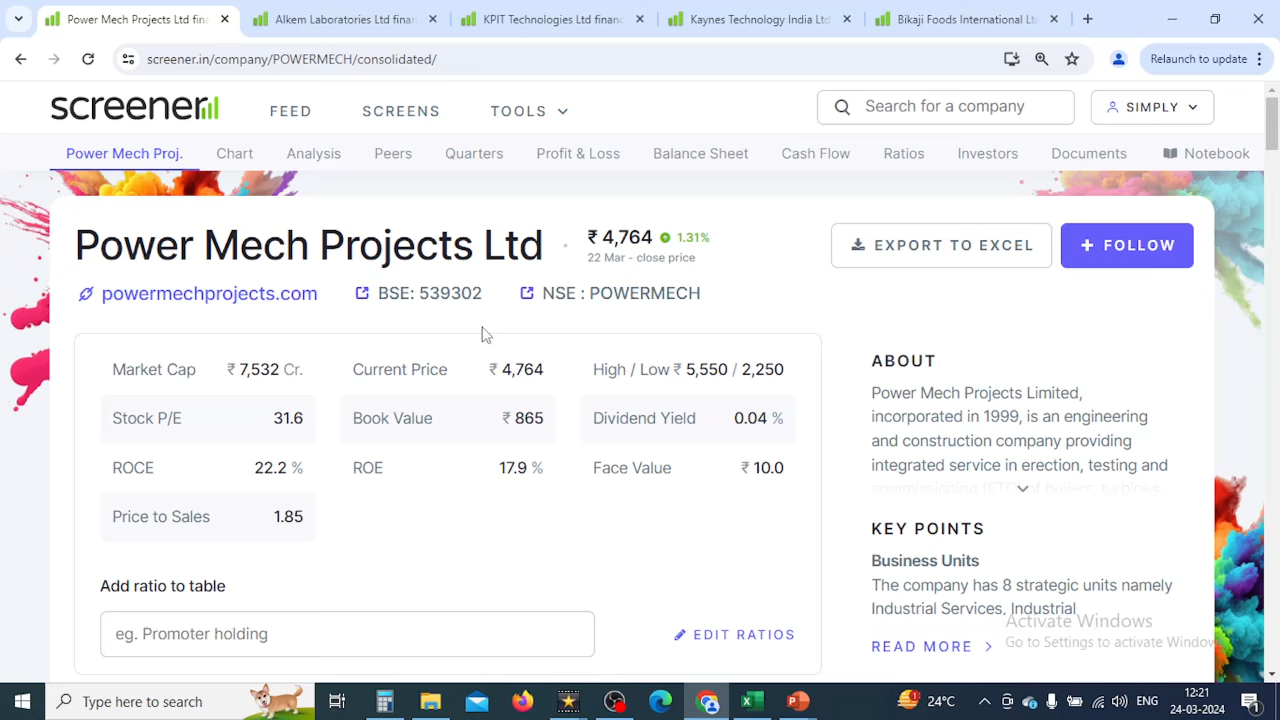 Power Mech Projects Ltd fin
Alkem Laboratories Ltd finan
KPIT Technologies Ltd financ
Kaynes Technology India Ltd
Bikaji Foods International Lt
screener.in/company/POWERMECH/consolidated/
Relaunch to update
screener
FEED
SCREENS
TOOLS
Search for a company
SIMPLY
Power Mech Proj.
Chart
Analysis
Peers
Quarters
Profit & Loss
Balance Sheet
Cash Flow
Ratios
Investors
Documents
Notebook
Power Mech Projects Ltd
₹ 4,764 1.31%
22 Mar - close price
EXPORT TO EXCEL
FOLLOW
powermechprojects.com
BSE: 539302
NSE : POWERMECH
Market Cap ₹ 7,532 Cr.
Current Price ₹ 4,764
High / Low ₹ 5,550 / 2,250
Stock P/E 31.6
Book Value ₹ 865
Dividend Yield 0.04 %
ROCE 22.2 %
ROE 17.9 %
Face Value ₹ 10.0
Price to Sales 1.85
Add ratio to table
eg. Promoter holding
EDIT RATIOS
ABOUT
Power Mech Projects Limited,
incorporated in 1999, is an engineering
and construction company providing
integrated service in erection, testing and
commissioning (ETC) of boilers, turbines,
KEY POINTS
Business Units
The company has 8 strategic units namely
Industrial Services, Industrial
READ MORE
Activate Windows
Go to Settings to activate Window
Type here to search
24°C
ENG
12:21
24-03-2024